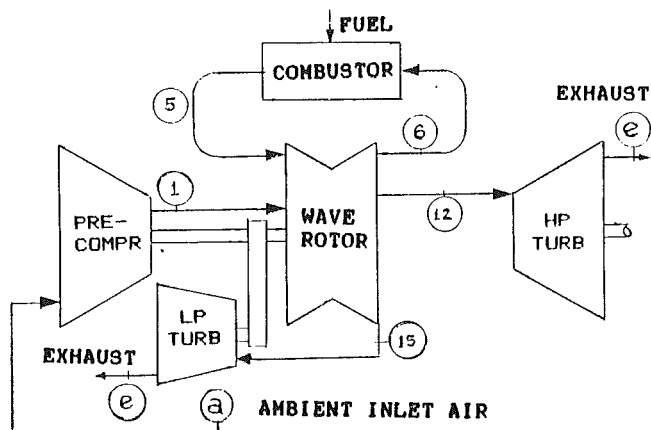 FUEL
COMBUSTOR
5
6
EXHAUST
e
1
PRE-
COMPR
WAVE
ROTOR
12
HP
TURB
LP
TURB
15
EXHAUST
e
a
AMBIENT INLET AIR